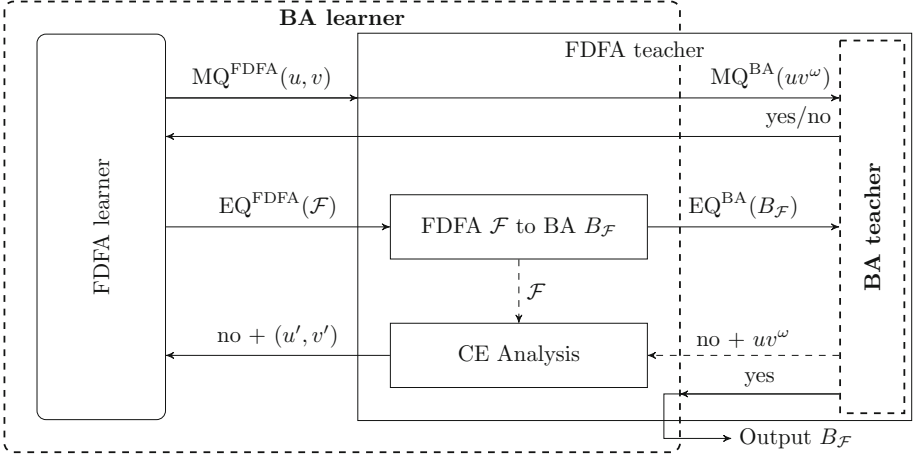 BA learner
FDFA teacher
MQ^FDFA(u, v)
MQ^BA(uv^ω)
yes/no
FDFA learner
EQ^FDFA(ℱ)
FDFA ℱ to BA B_ℱ
EQ^BA(B_ℱ)
BA teacher
ℱ
no + (u′, v′)
CE Analysis
no + uv^ω
yes
Output B_ℱ